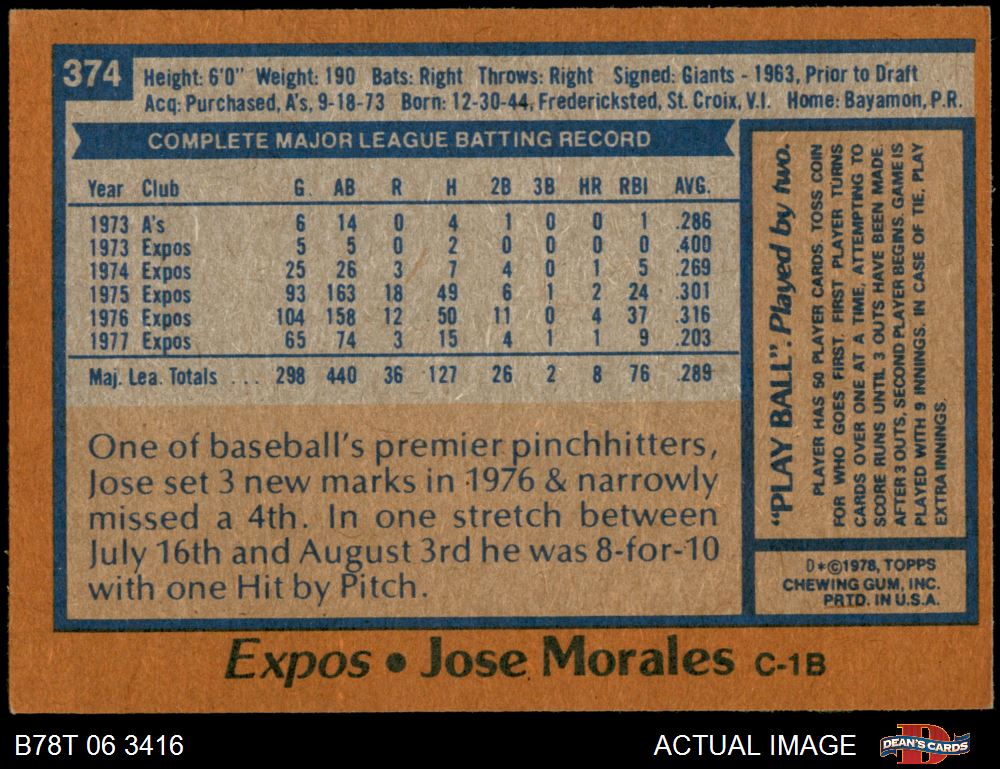 374
Height: 6'0" Weight: 190 Bats: Right Throws: Right Signed: Giants - 1963, Prior to Draft
Acq: Purchased, A's, 9-18-73 Born: 12-30-44, Fredericksted, St. Croix, V.I. Home: Bayamon, P.R.
COMPLETE MAJOR LEAGUE BATTING RECORD
Year Club G. AB R H 2B 3B HR RBI AVG.
1973 A's 6 14 0 4 1 0 0 1 .286
1973 Expos 5 5 0 2 0 0 0 0 .400
1974 Expos 25 26 3 7 4 0 1 5 .269
1975 Expos 93 163 18 49 6 1 2 24 .301
1976 Expos 104 158 12 50 11 0 4 37 .316
1977 Expos 65 74 3 15 4 1 1 9 .203
Maj. Lea. Totals ... 298 440 36 127 26 2 8 76 .289
One of baseball's premier pinchhitters,
Jose set 3 new marks in 1976 & narrowly
missed a 4th. In one stretch between
July 16th and August 3rd he was 8-for-10
with one Hit by Pitch.
"PLAY BALL". Played by two.
PLAYER HAS 50 PLAYER CARDS. TOSS COIN
FOR WHO GOES FIRST. FIRST PLAYER TURNS
CARDS OVER ONE AT A TIME, ATTEMPTING TO
SCORE RUNS UNTIL 3 OUTS HAVE BEEN MADE.
AFTER 3 OUTS, SECOND PLAYER BEGINS. GAME IS
PLAYED WITH 9 INNINGS. IN CASE OF TIE, PLAY
EXTRA INNINGS.
D*©1978, TOPPS
CHEWING GUM, INC.
PRTD. IN U.S.A.
Expos • Jose Morales C-1B
B78T 06 3416
ACTUAL IMAGE
DEAN'S CARDS